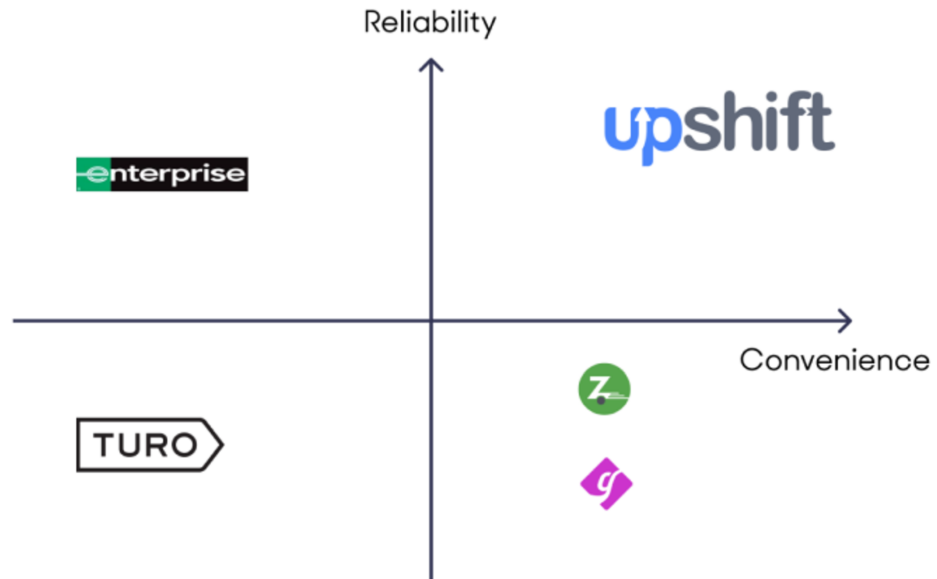 Reliability
upshift
enterprise
Convenience
Z
TURO
g